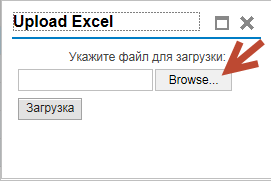 Upload Excel
Укажите файл для загрузки:
Browse...
Загрузка